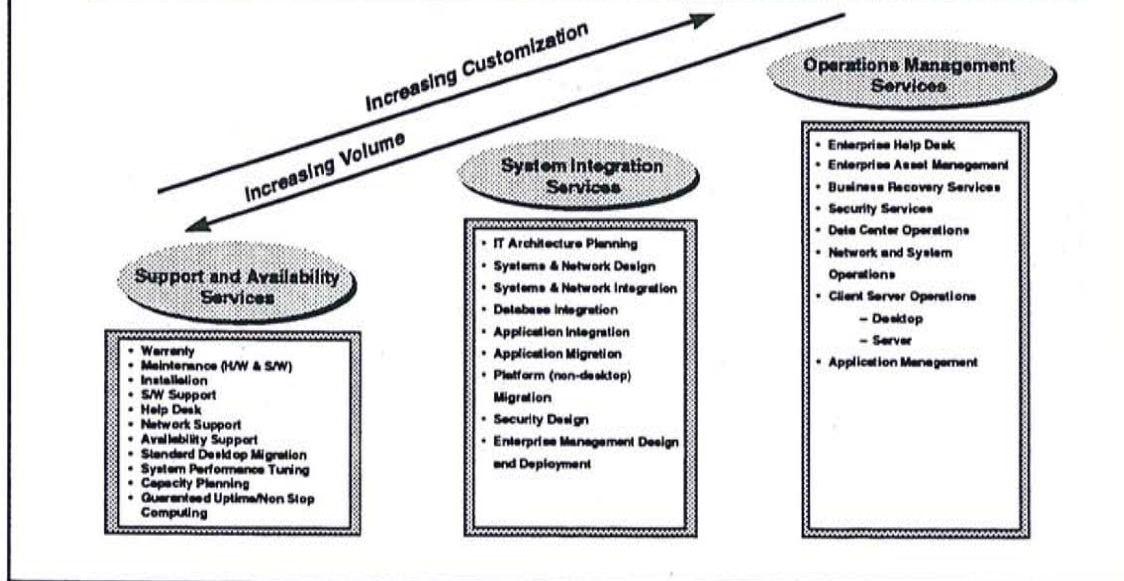 Increasing Customization
Increasing Volume
Operations Management
Services
• Enterprise Help Desk
• Enterprise Asset Management
• Business Recovery Services
• Security Services
• Data Center Operations
• Network and System
Operations
• Client Server Operations
– Desktop
– Server
• Application Management
System Integration
Services
• IT Architecture Planning
• Systems & Network Design
• Systems & Network Integration
• Database Integration
• Application Integration
• Application Migration
• Platform (non-desktop)
Migration
• Security Design
• Enterprise Management Design
and Deployment
Support and Availability
Services
• Warranty
• Maintenance (H/W & S/W)
• Installation
• S/W Support
• Help Desk
• Network Support
• Availability Support
• Standard Desktop Migration
• System Performance Tuning
• Capacity Planning
• Guaranteed Uptime/Non Stop
Computing